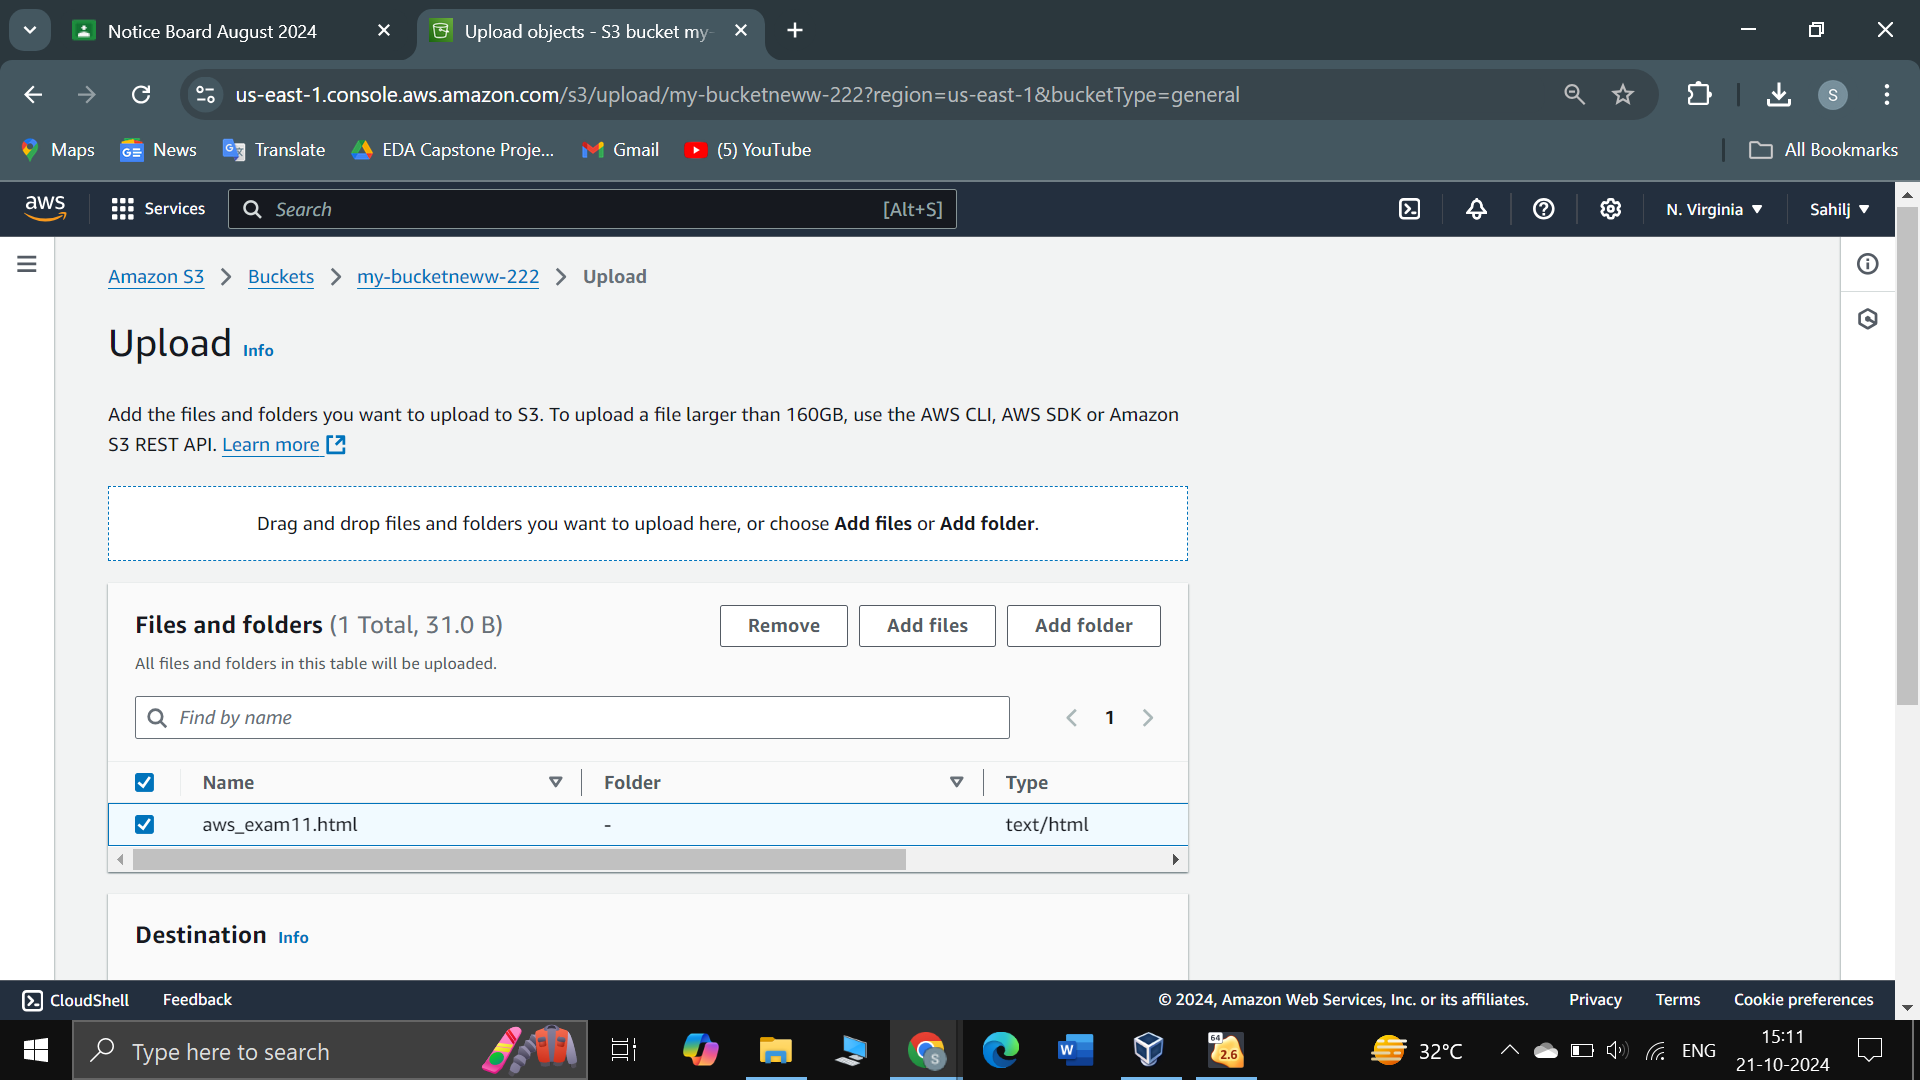 Notice Board August 2024
Upload objects - S3 bucket my-
us-east-1.console.aws.amazon.com/s3/upload/my-bucketneww-222?region=us-east-1&bucketType=general
S
Maps
News
Translate
EDA Capstone Proje...
Gmail
(5) YouTube
All Bookmarks
aws
Services
Search
[Alt+S]
N. Virginia
Sahilj
Amazon S3
Buckets
my-bucketneww-222
Upload
Upload Info
Add the files and folders you want to upload to S3. To upload a file larger than 160GB, use the AWS CLI, AWS SDK or Amazon
S3 REST API. Learn more
Drag and drop files and folders you want to upload here, or choose Add files or Add folder.
Files and folders (1 Total, 31.0 B)
Remove
Add files
Add folder
All files and folders in this table will be uploaded.
Find by name
1
Name
Folder
Type
aws_exam11.html
-
text/html
Destination Info
CloudShell
Feedback
© 2024, Amazon Web Services, Inc. or its affiliates.
Privacy
Terms
Cookie preferences
Type here to search
S
W
64
2.6
32°C
ENG
15:11
21-10-2024